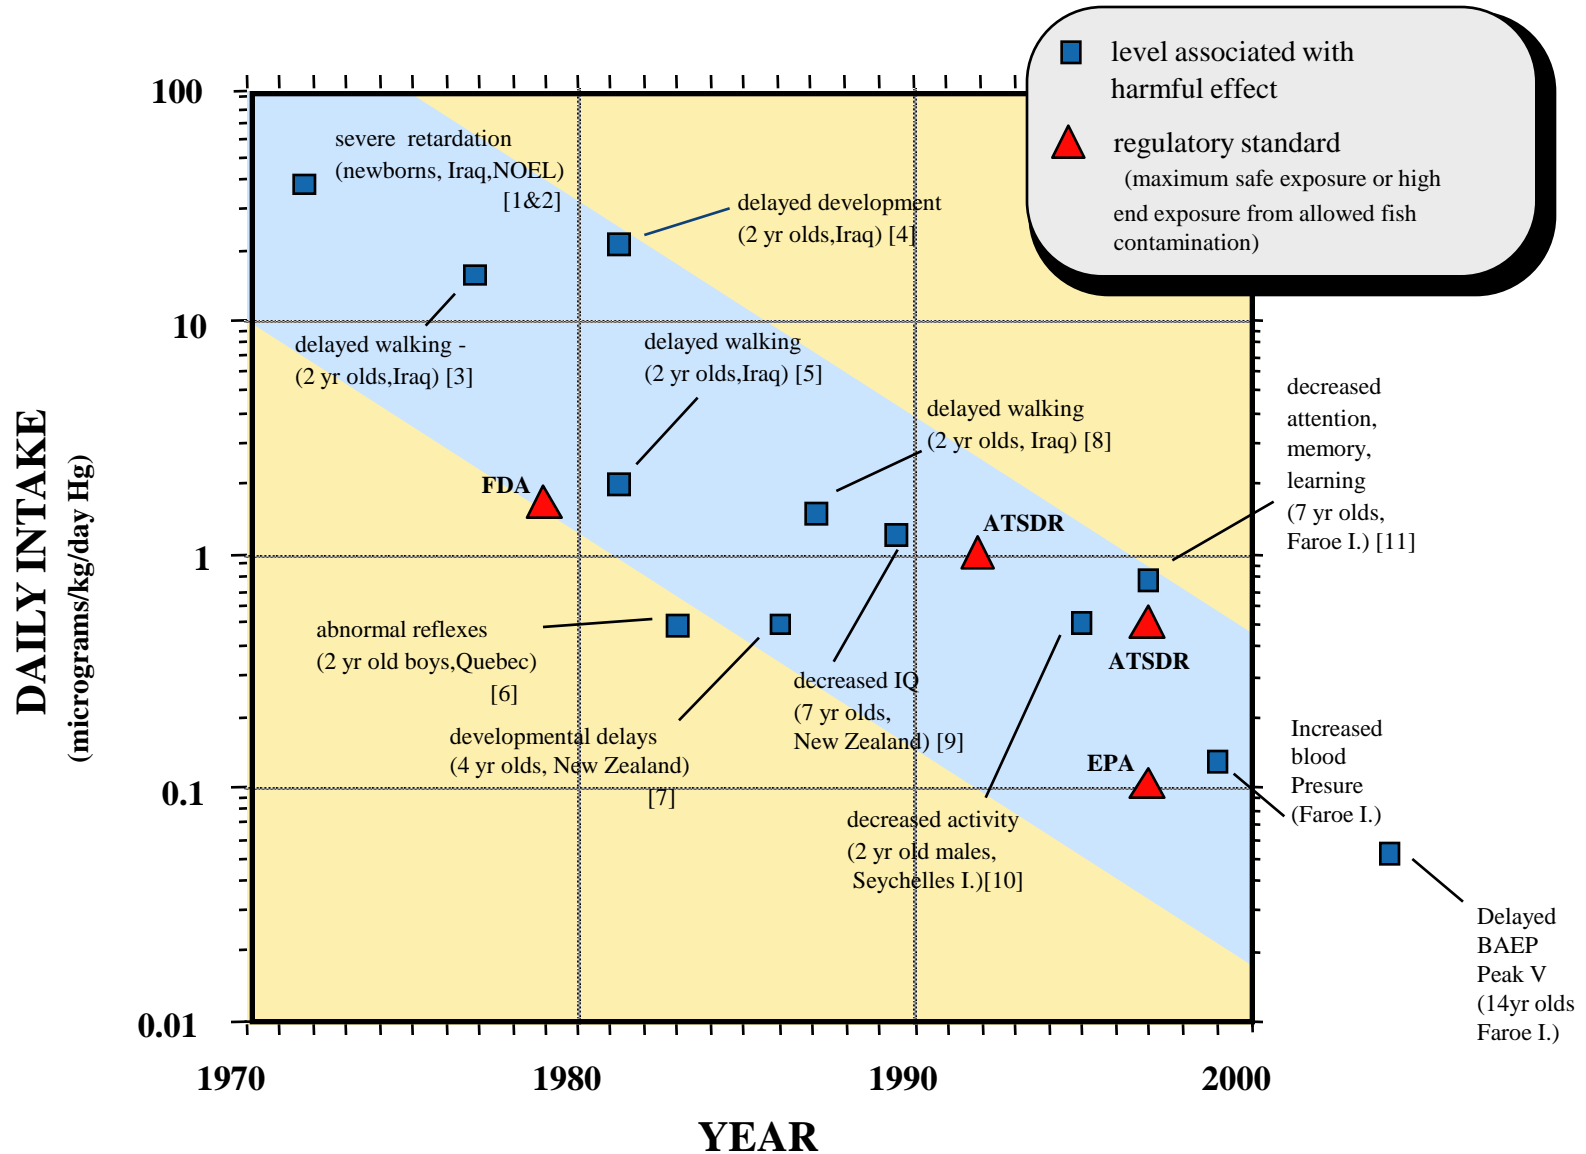 level associated with
harmful effect
regulatory standard
(maximum safe exposure or high
end exposure from allowed fish
contamination)
100
10
1
0.1
0.01
DAILY INTAKE
(micrograms/kg/day Hg)
severe retardation
(newborns, Iraq,NOEL)
[1&2]
delayed development
(2 yr olds,Iraq) [4]
delayed walking -
(2 yr olds,Iraq) [3]
delayed walking
(2 yr olds,Iraq) [5]
delayed walking
(2 yr olds, Iraq) [8]
decreased
attention,
memory,
learning
(7 yr olds,
Faroe I.) [11]
FDA
ATSDR
abnormal reflexes
(2 yr old boys,Quebec)
[6]
developmental delays
(4 yr olds, New Zealand)
[7]
decreased IQ
(7 yr olds,
New Zealand) [9]
ATSDR
EPA
decreased activity
(2 yr old males,
Seychelles I.)[10]
Increased
blood
Presure
(Faroe I.)
Delayed
BAEP
Peak V
(14yr olds
Faroe I.)
1970
1980
1990
2000
YEAR